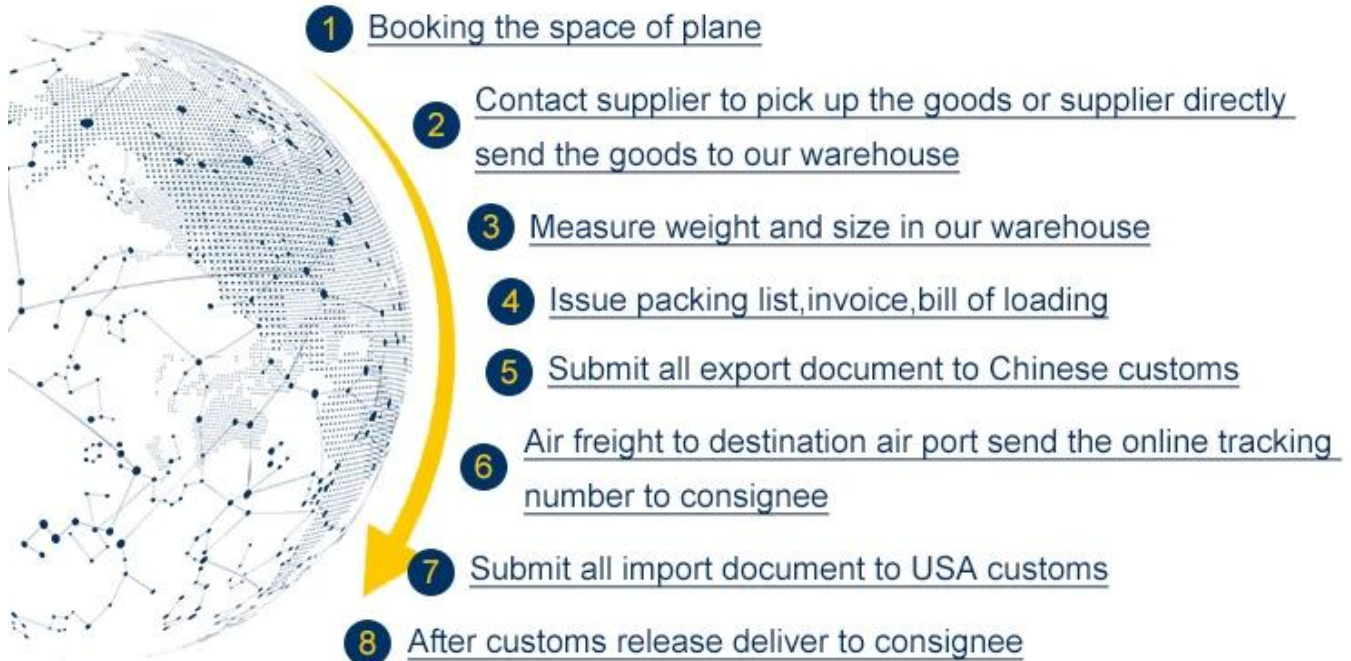 1 Booking the space of plane
2 Contact supplier to pick up the goods or supplier directly
send the goods to our warehouse
3 Measure weight and size in our warehouse
4 Issue packing list,invoice,bill of loading
5 Submit all export document to Chinese customs
6 Air freight to destination air port send the online tracking
number to consignee
7 Submit all import document to USA customs
8 After customs release deliver to consignee